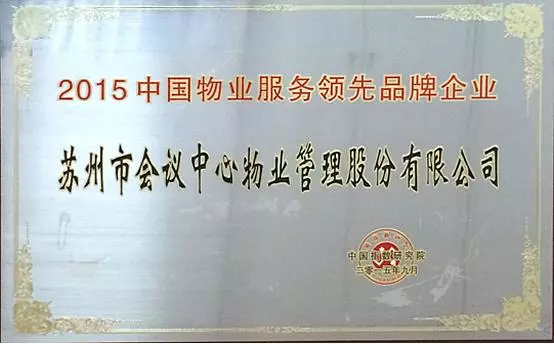 2015中国物业服务领先品牌企业
苏州市会议中心物业管理股份有限公司
中国指数研究院
二零一五年九月